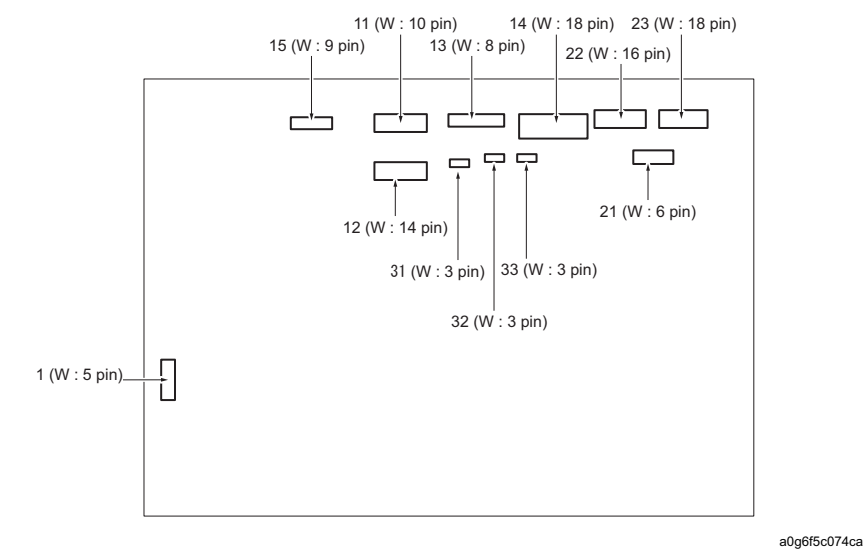 11 (W : 10 pin)
14 (W : 18 pin)
23 (W : 18 pin)
15 (W : 9 pin)
13 (W : 8 pin)
22 (W : 16 pin)
12 (W : 14 pin)
21 (W : 6 pin)
31 (W : 3 pin)
33 (W : 3 pin)
32 (W : 3 pin)
1 (W : 5 pin)
a0g6f5c074ca